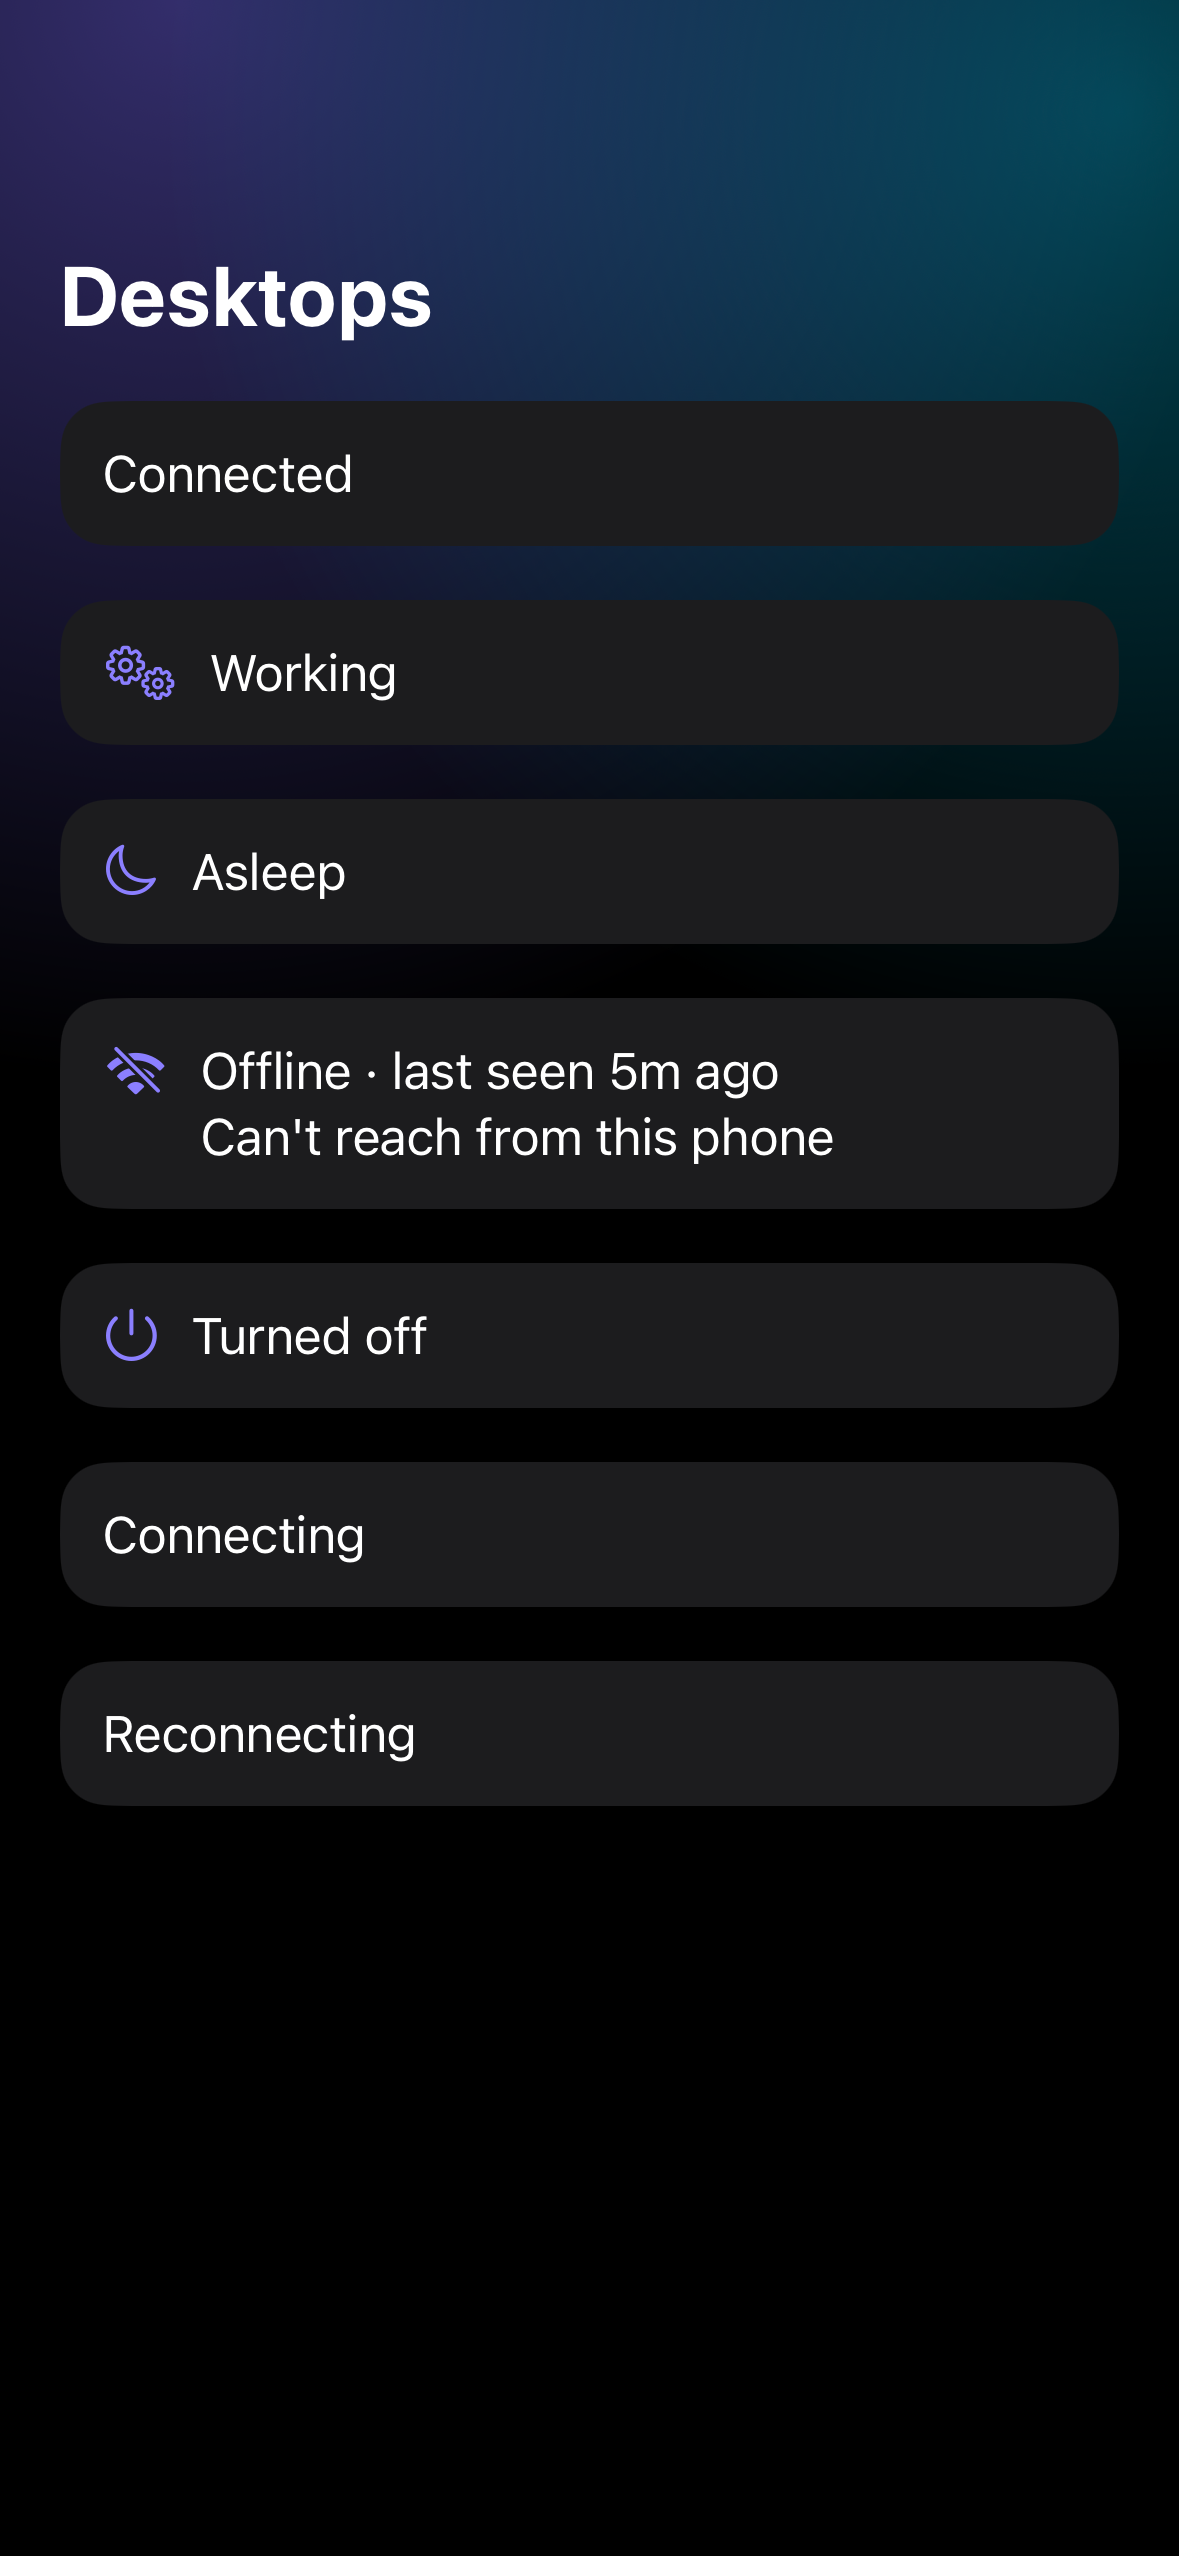 Desktops
Connected
Working
Asleep
Offline · last seen 5m ago
Can't reach from this phone
Turned off
Connecting
Reconnecting